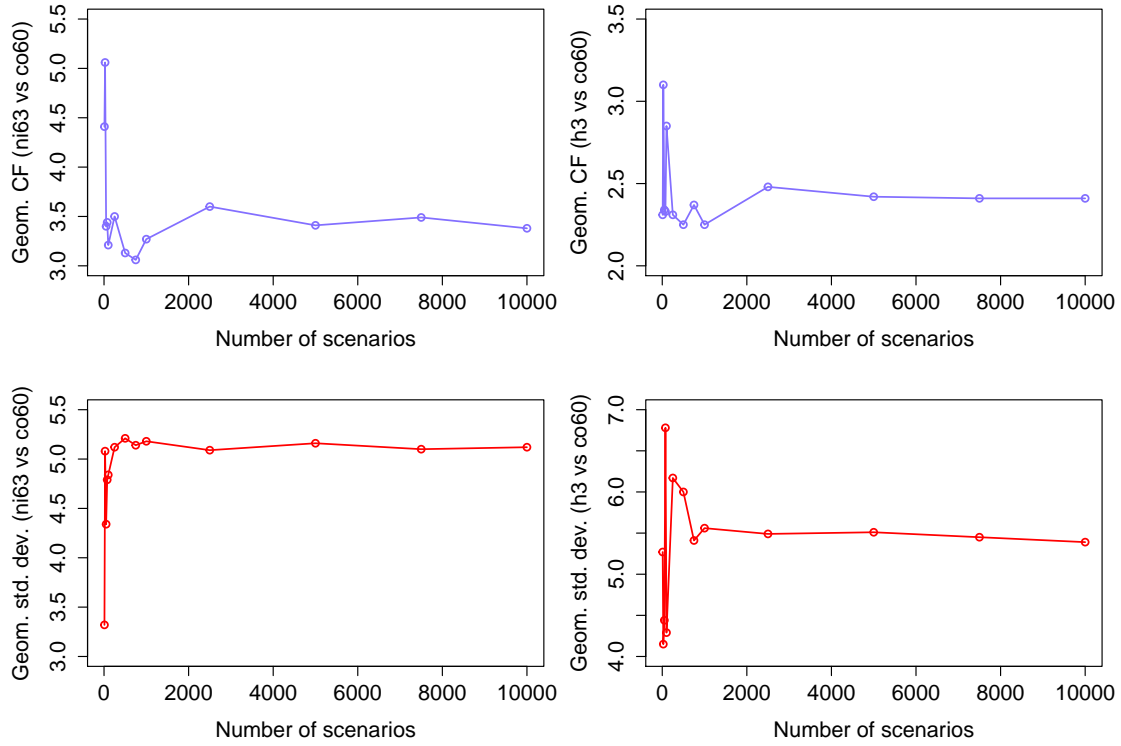 Geom. CF (ni63 vs co60)
5.5
5.0
4.5
4.0
3.5
3.0
0 2000 4000 6000 8000 10000
Number of scenarios
Geom. CF (h3 vs co60)
3.5
3.0
2.5
2.0
0 2000 4000 6000 8000 10000
Number of scenarios
Geom. std. dev. (ni63 vs co60)
5.5
5.0
4.5
4.0
3.5
3.0
0 2000 4000 6000 8000 10000
Number of scenarios
Geom. std. dev. (h3 vs co60)
7.0
6.0
5.0
4.0
0 2000 4000 6000 8000 10000
Number of scenarios